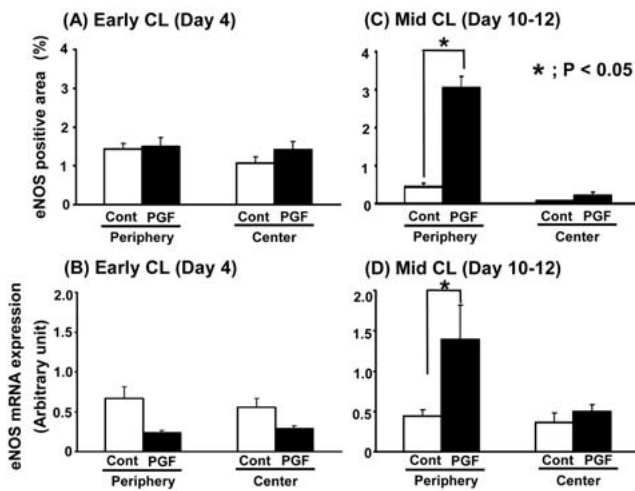 (A) Early CL (Day 4)
eNOS positive area (%)
4
3
2
1
0
Cont PGF Cont PGF
Periphery Center
(C) Mid CL (Day 10-12)
* ; P < 0.05
*
4
3
2
1
0
Cont PGF Cont PGF
Periphery Center
(B) Early CL (Day 4)
eNOS mRNA expression
(Arbitrary unit)
2.0
1.5
1.0
0.5
0
Cont PGF Cont PGF
Periphery Center
(D) Mid CL (Day 10-12)
*
2.0
1.5
1.0
0.5
0
Cont PGF Cont PGF
Periphery Center